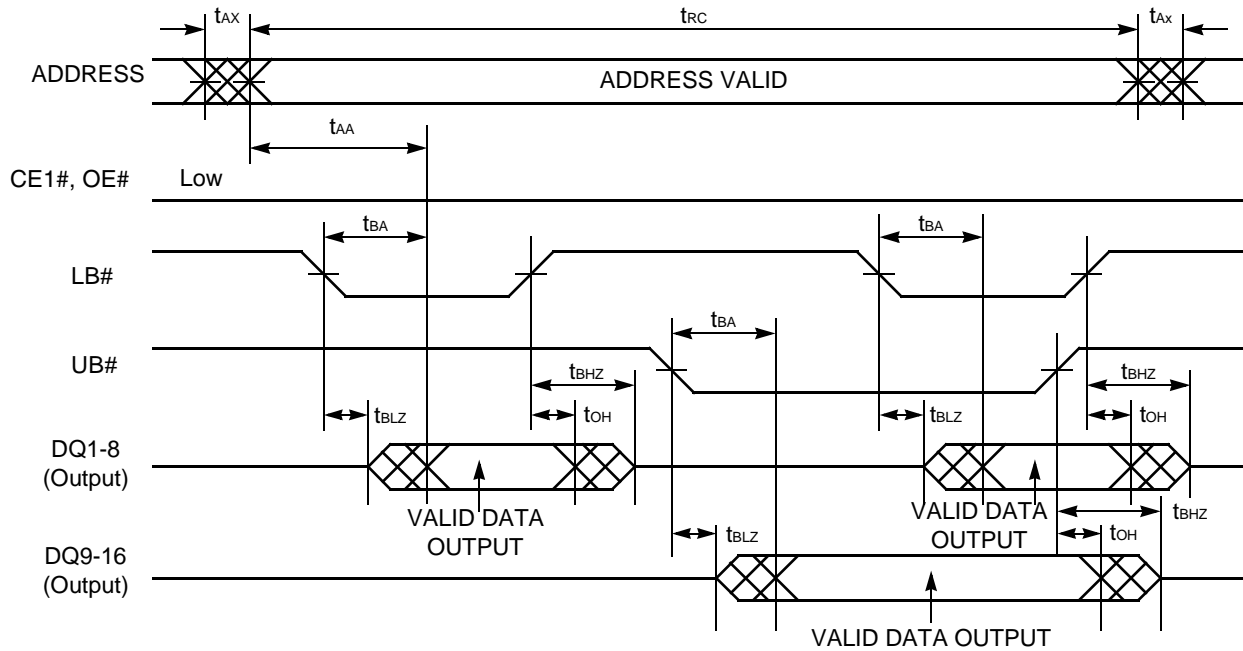 tAX
tRC
tAx
ADDRESS
ADDRESS VALID
tAA
CE1#, OE#
Low
tBA
tBA
LB#
tBA
UB#
tBHZ
tBHZ
tBLZ
tOH
tBLZ
tOH
DQ1-8
(Output)
VALID DATA
OUTPUT
VALID DATA
OUTPUT
tBHZ
tBLZ
tOH
DQ9-16
(Output)
VALID DATA OUTPUT